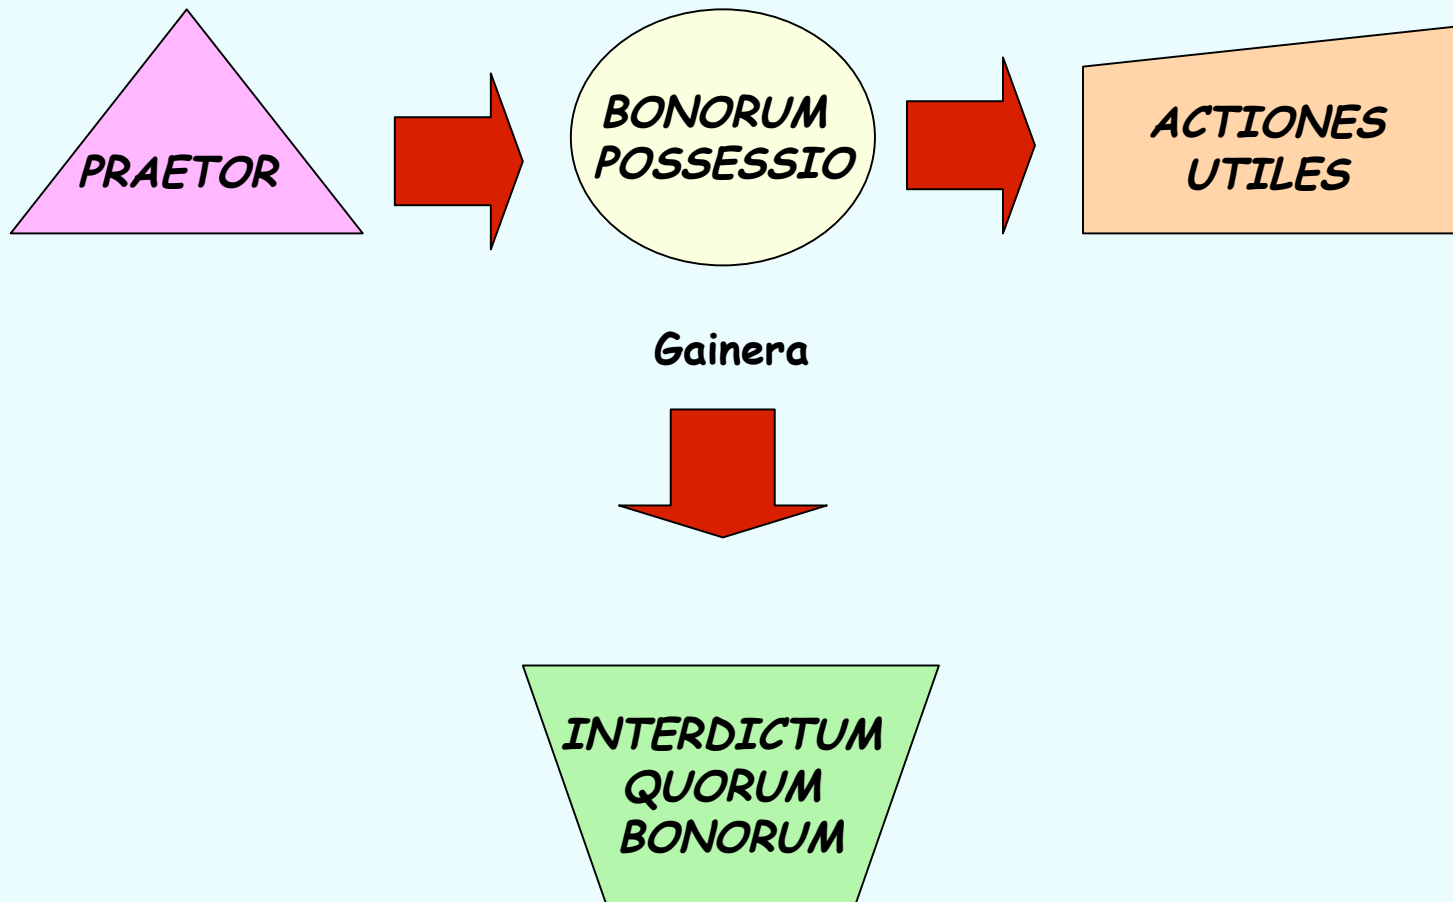 PRAETOR
BONORUM
POSSESSIO
ACTIONES
UTILES
Gainera
INTERDICTUM
QUORUM
BONORUM